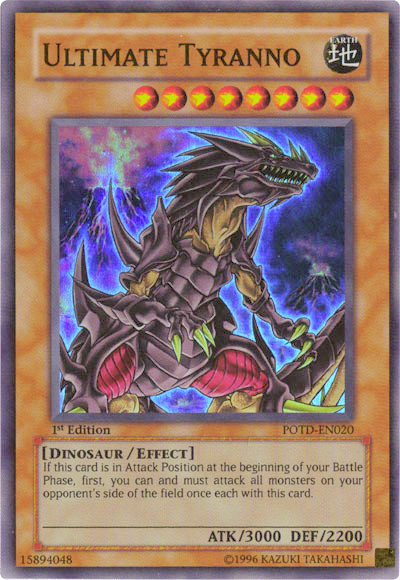 ULTIMATE TYRANNO
EARTH
地
1st Edition
POTD-EN020
[DINOSAUR / EFFECT]
If this card is in Attack Position at the beginning of your Battle
Phase, first, you can and must attack all monsters on your
opponent's side of the field once each with this card.
ATK/3000 DEF/2200
15894048
©1996 KAZUKI TAKAHASHI